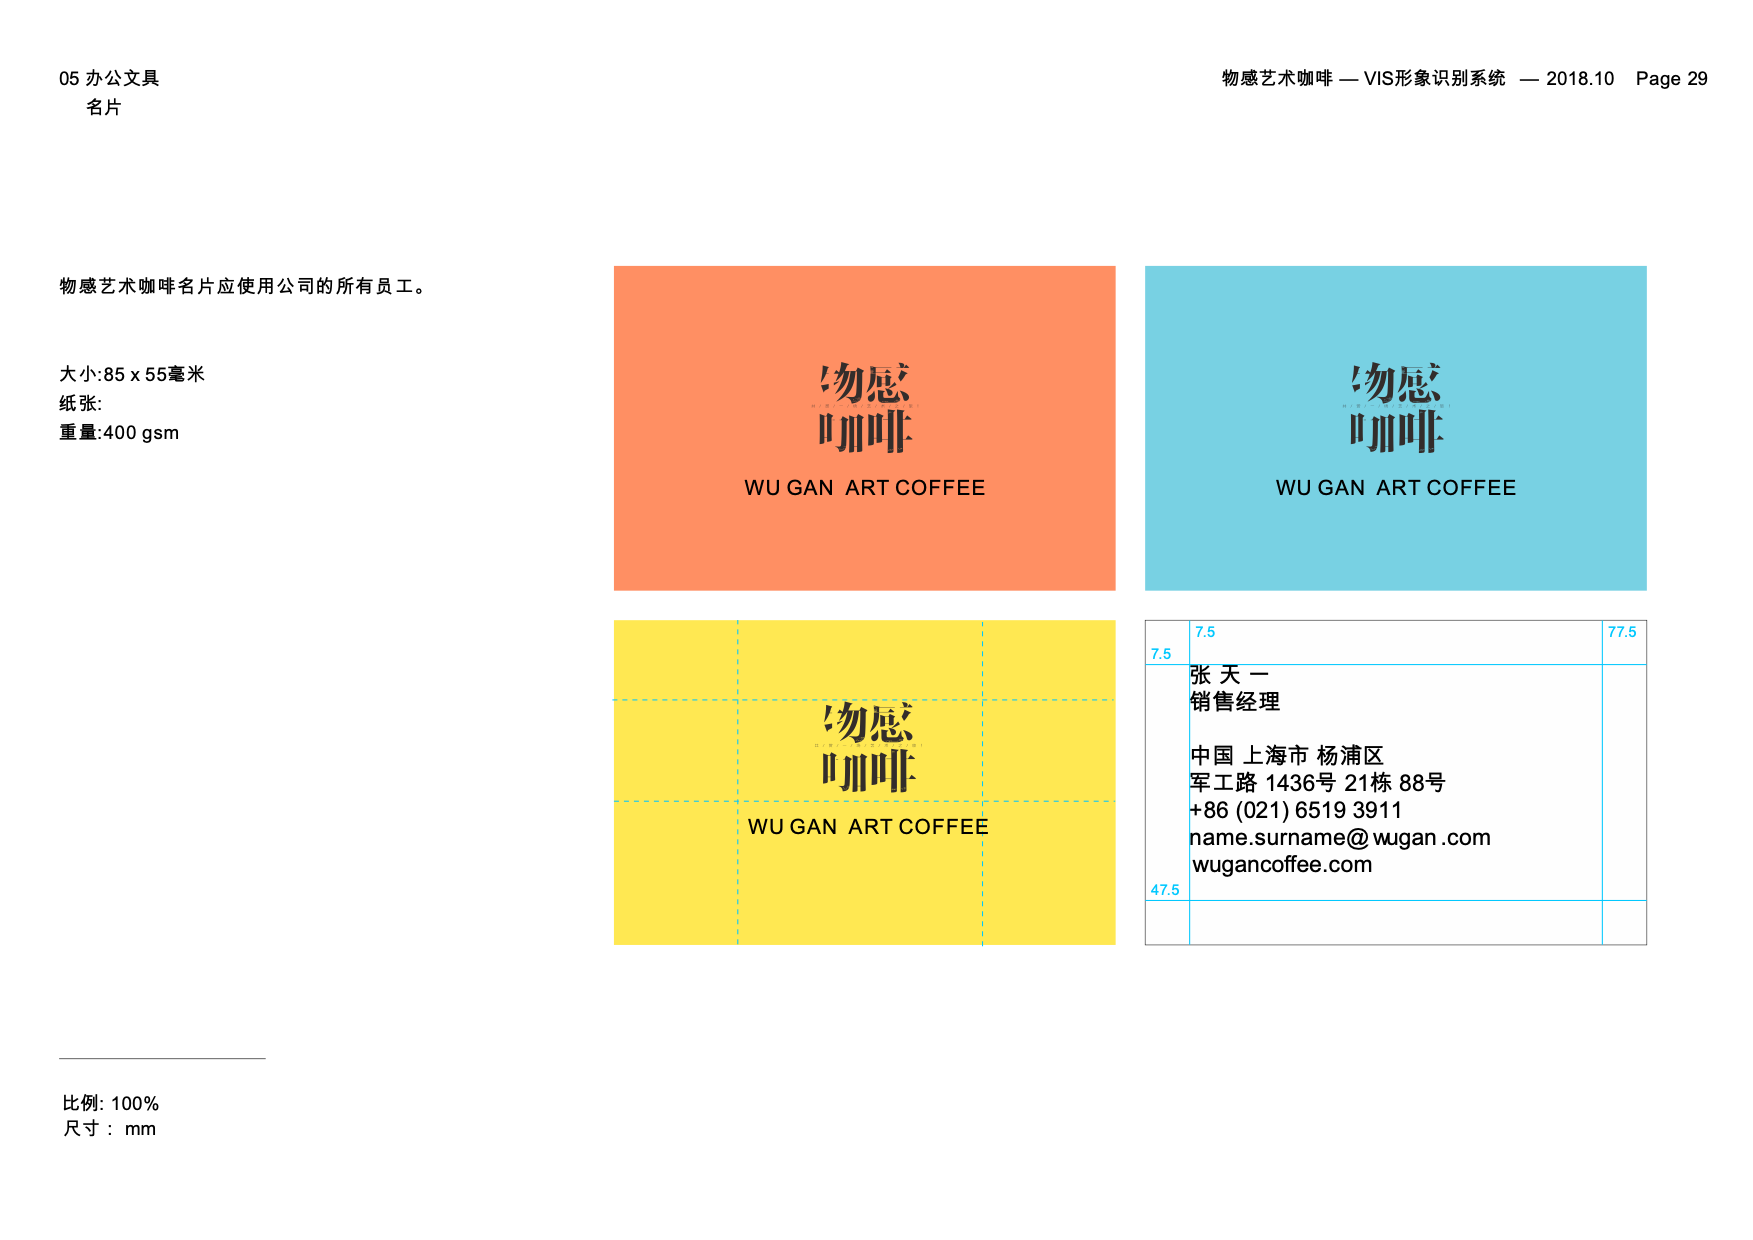 05 办公文具
名片
物感艺术咖啡 — VIS形象识别系统 — 2018.10 Page 29
物感艺术咖啡名片应使用公司的所有员工。
大小:85 x 55毫米
纸张:
重量:400 gsm
物感
咖啡
WU GAN ART COFFEE
物感
咖啡
WU GAN ART COFFEE
物感
咖啡
WU GAN ART COFFEE
7.5
77.5
7.5
张 天 一
销售经理
中国 上海市 杨浦区
军工路 1436号 21栋 88号
+86 (021) 6519 3911
name.surname@wugan.com
wugancoffee.com
47.5
比例: 100%
尺寸 : mm